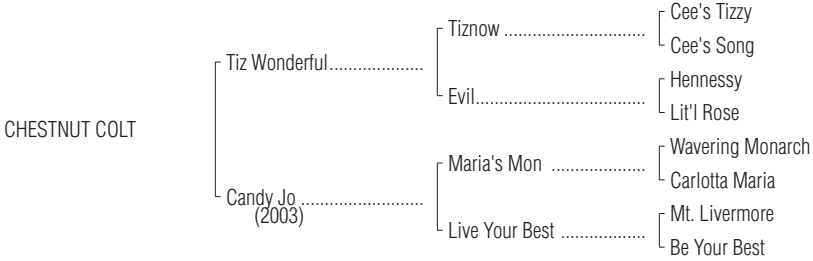 Cee's Tizzy
Tiznow ..............................
Cee's Song
Tiz Wonderful....................
Hennessy
Evil....................................
Lit'l Rose
CHESTNUT COLT
Wavering Monarch
Maria's Mon ....................
Carlotta Maria
Candy Jo ..........................
(2003)
Mt. Livermore
Live Your Best ..................
Be Your Best